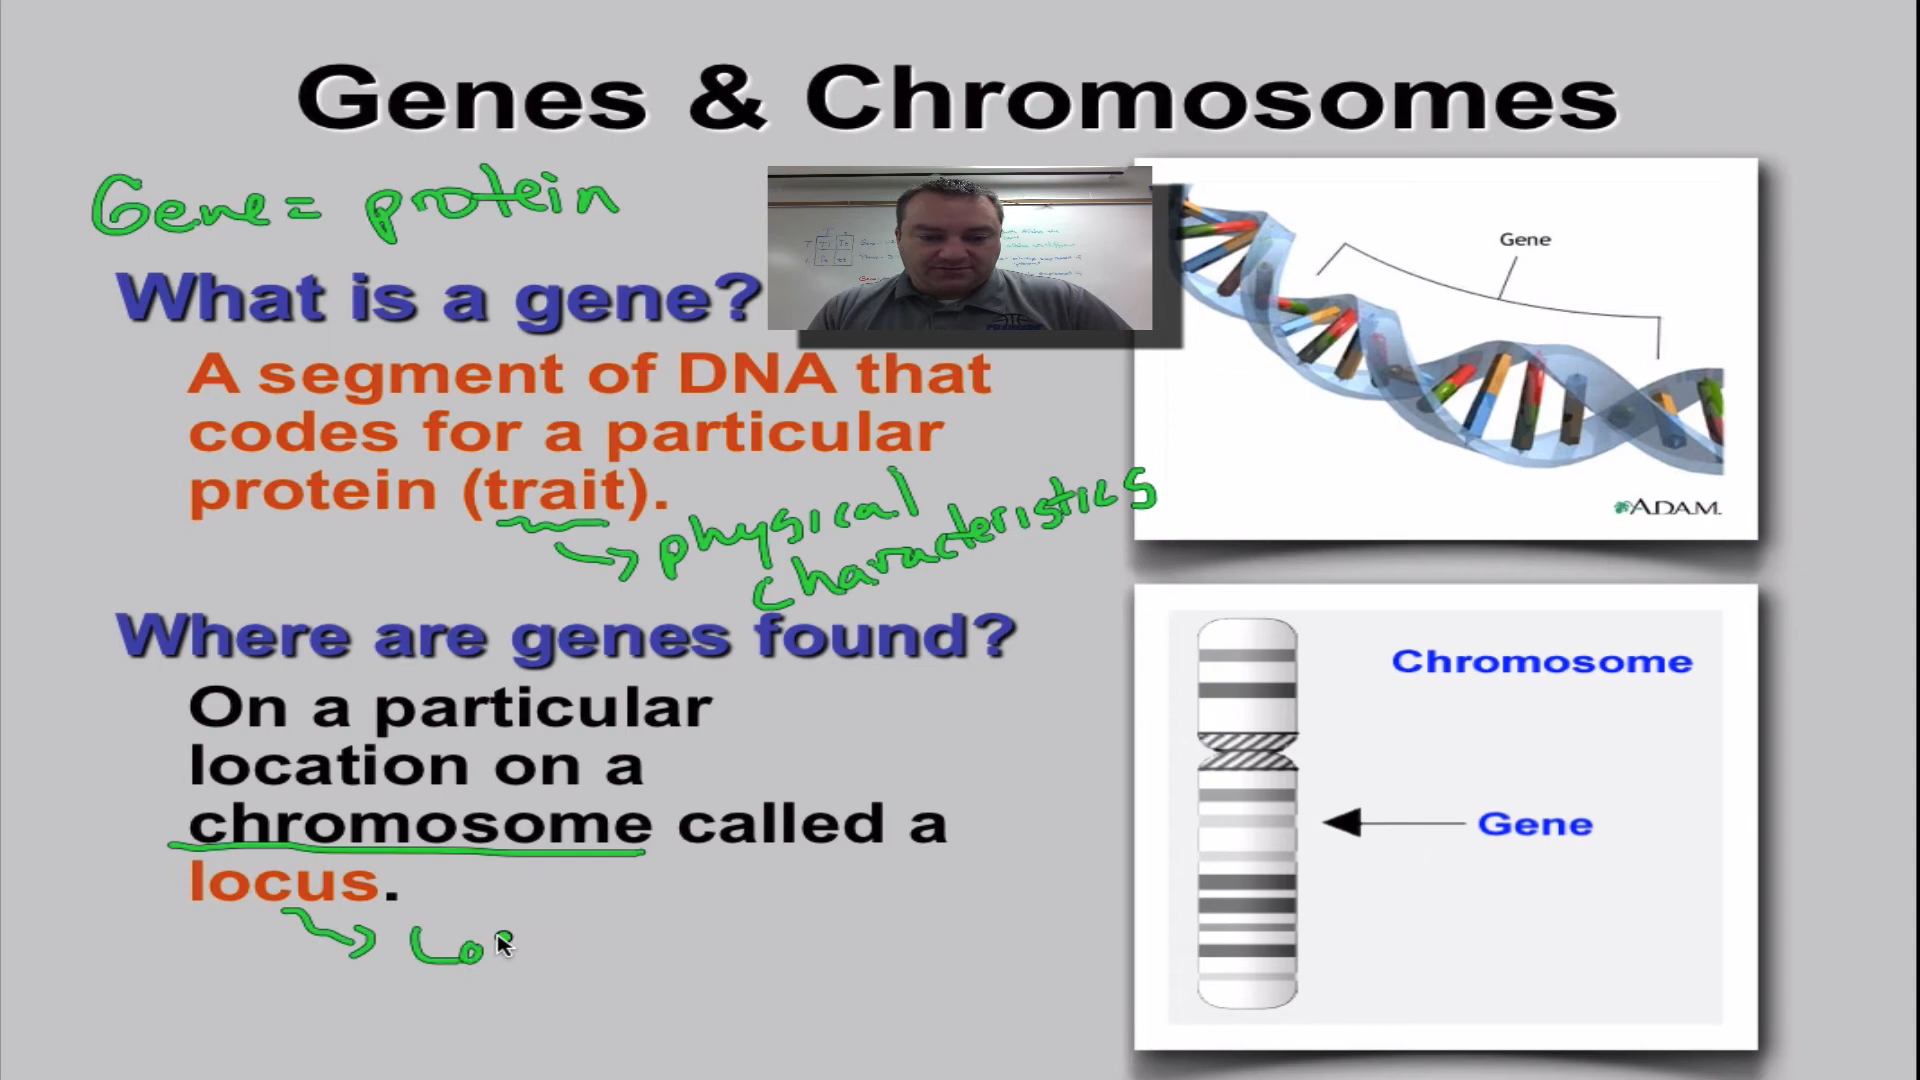 Genes & Chromosomes
Gene = protein
What is a gene?
A segment of DNA that
codes for a particular
protein (trait).
physical
characteristics
Where are genes found?
On a particular
location on a
chromosome called a
locus.
Lo
Gene
ADAM.
Chromosome
Gene